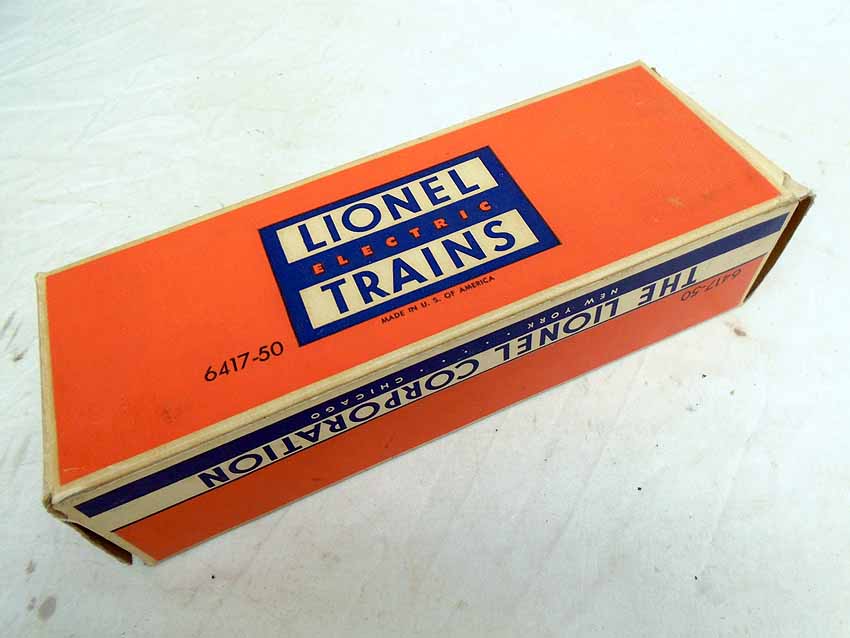 LIONEL
ELECTRIC
TRAINS
MADE IN U. S. OF AMERICA
6417-50
6417-50
THE LIONEL CORPORATION
NEW YORK . . . . . CHICAGO